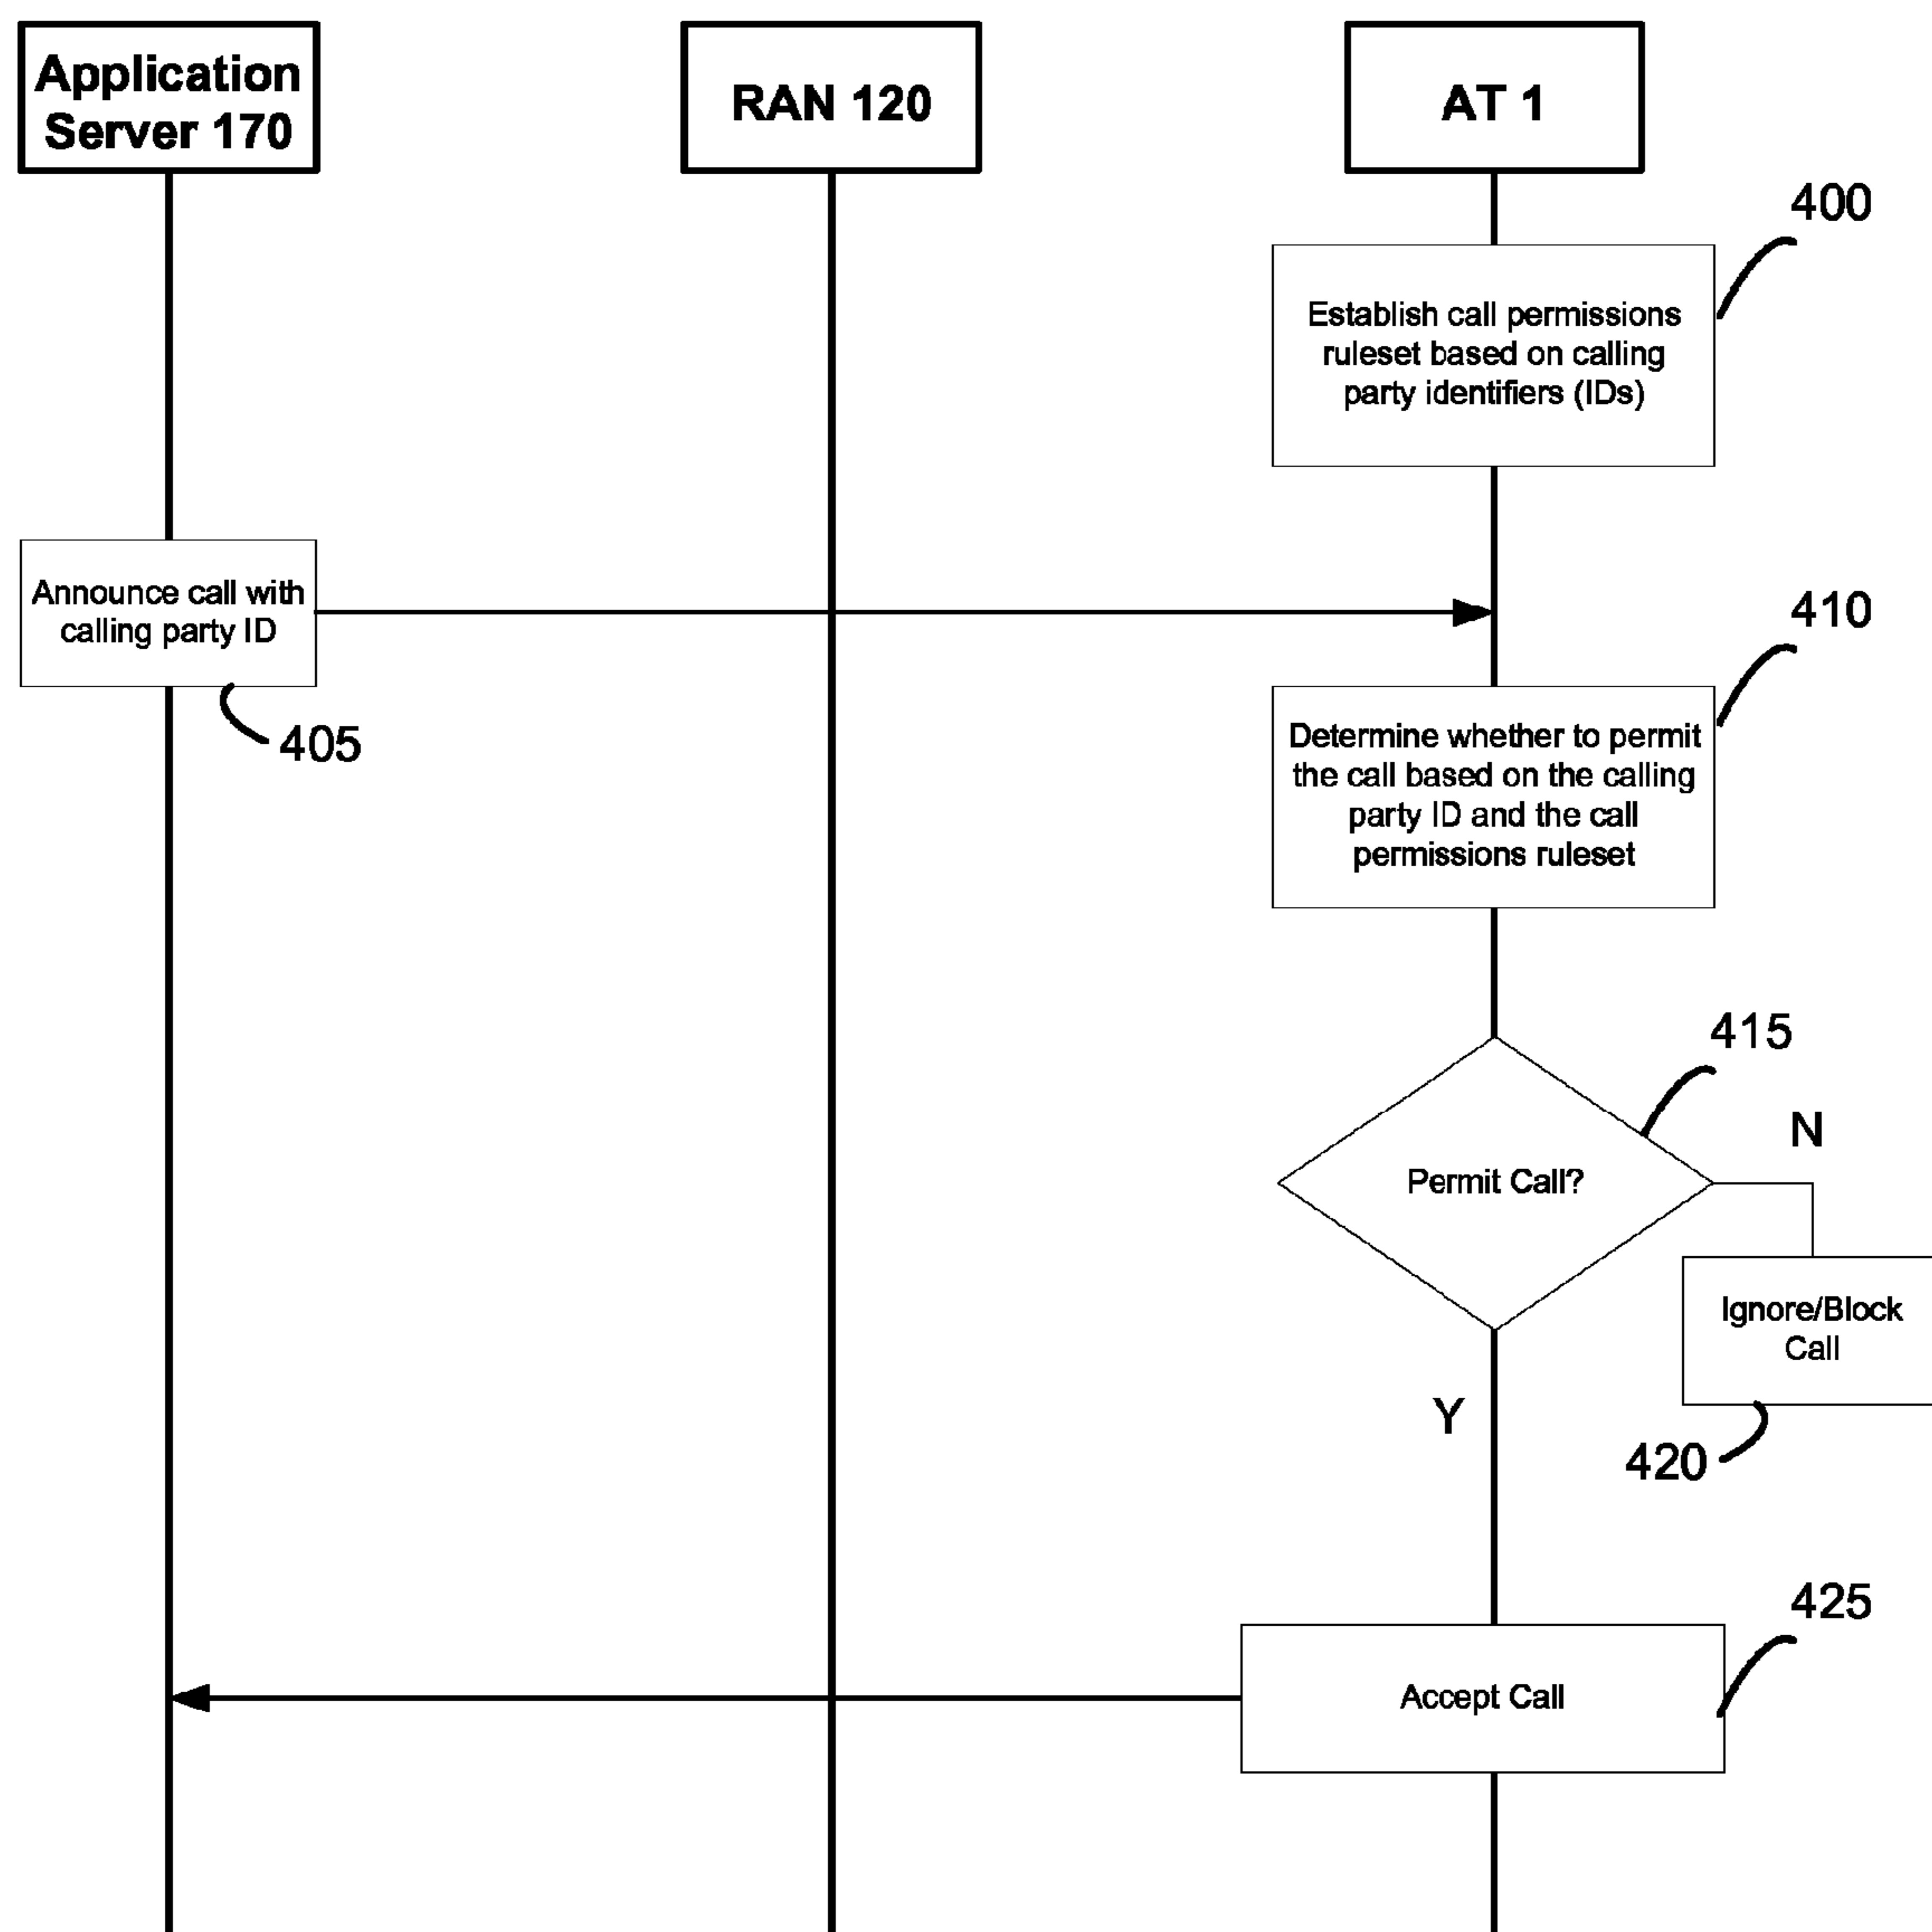 Application
Server 170
RAN 120
AT 1
400
Establish call permissions
ruleset based on calling
party identifiers (IDs)
Announce call with
calling party ID
405
410
Determine whether to permit
the call based on the calling
party ID and the call
permissions ruleset
415
N
Permit Call?
Ignore/Block
Call
Y
420
425
Accept Call